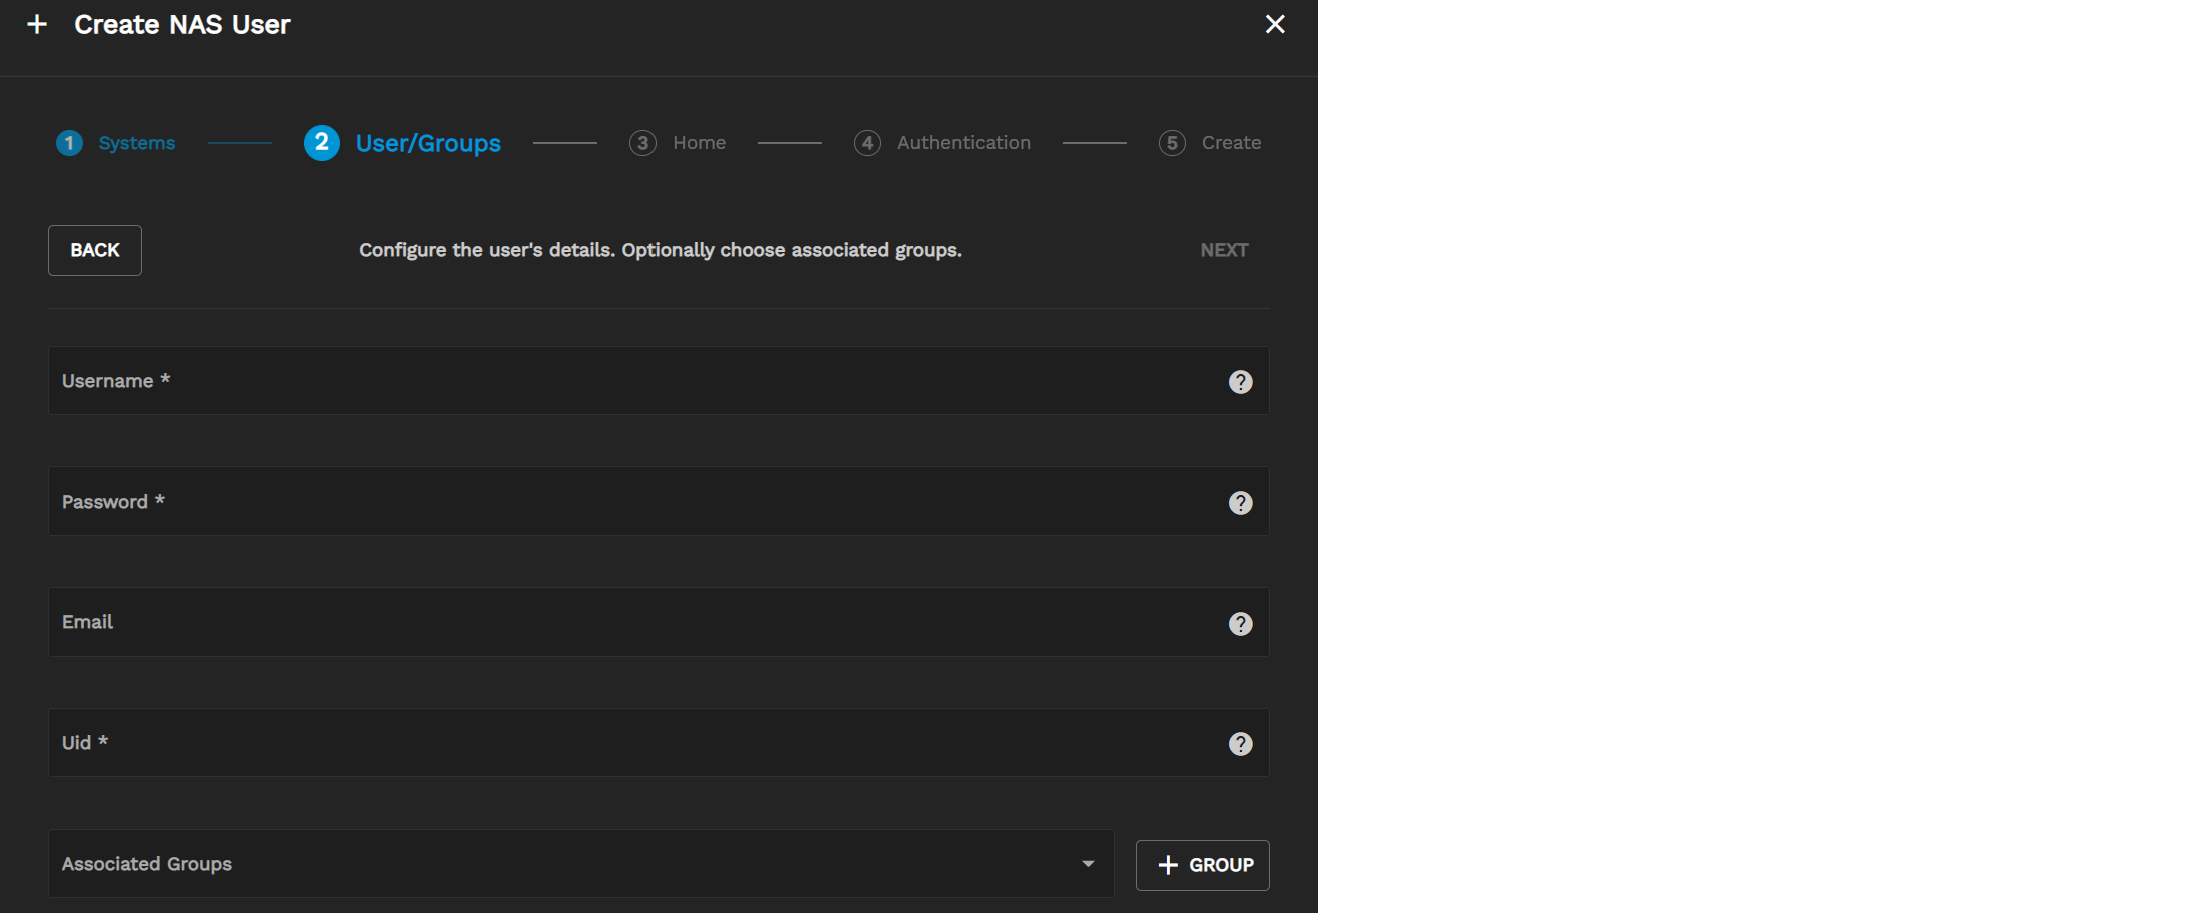 Create NAS User
1 Systems 2 User/Groups 3 Home 4 Authentication 5 Create
BACK Configure the user's details. Optionally choose associated groups. NEXT
Username *
Password *
Email
Uid *
Associated Groups GROUP